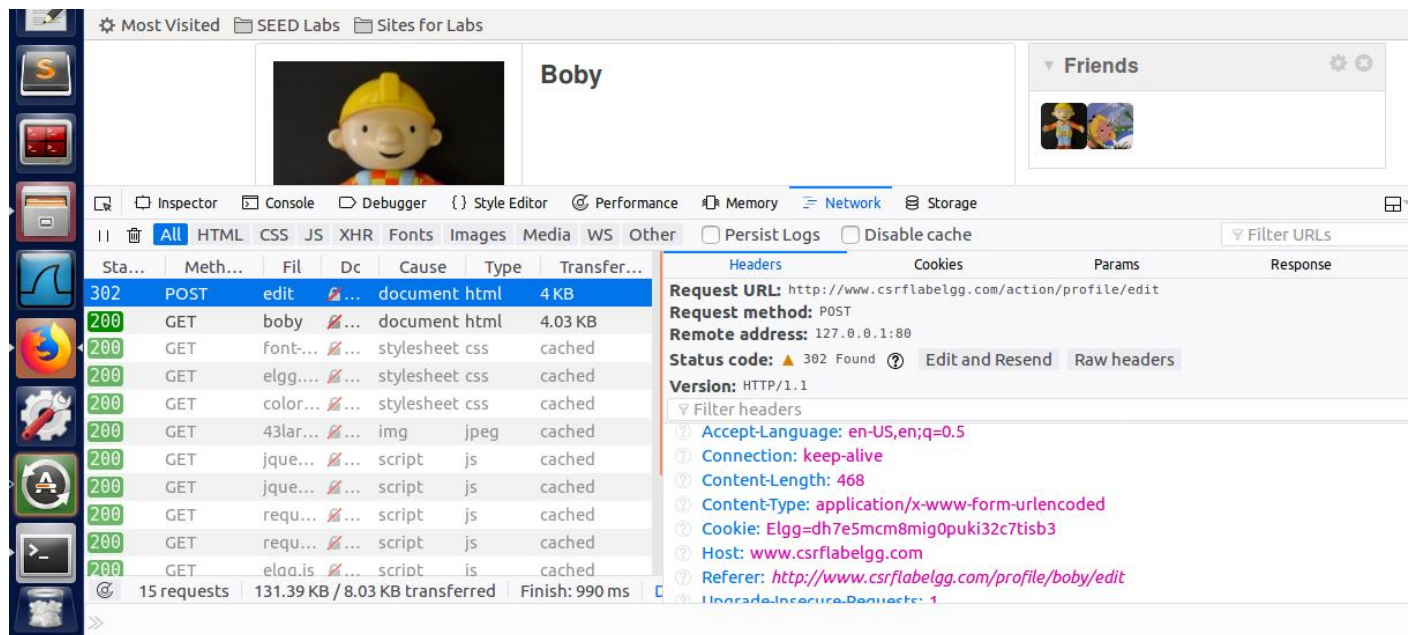 Most Visited SEED Labs Sites for Labs
Boby
Friends
Inspector Console Debugger { } Style Editor Performance Memory Network Storage
All HTML CSS JS XHR Fonts Images Media WS Other Persist Logs Disable cache Filter URLs
Sta... Meth... Fil Dc Cause Type Transfer...
302 POST edit ... document html 4 KB
200 GET boby ... document html 4.03 KB
200 GET font-... ... stylesheet css cached
200 GET elgg.... ... stylesheet css cached
200 GET color... ... stylesheet css cached
200 GET 43lar... ... img jpeg cached
200 GET jque... ... script js cached
200 GET jque... ... script js cached
200 GET requ... ... script js cached
200 GET requ... ... script js cached
200 GET elgg.js ... script js cached
15 requests 131.39 KB / 8.03 KB transferred Finish: 990 ms
Headers Cookies Params Response
Request URL: http://www.csrflabelgg.com/action/profile/edit
Request method: POST
Remote address: 127.0.0.1:80
Status code: 302 Found ? Edit and Resend Raw headers
Version: HTTP/1.1
Filter headers
? Accept-Language: en-US,en;q=0.5
? Connection: keep-alive
? Content-Length: 468
? Content-Type: application/x-www-form-urlencoded
? Cookie: Elgg=dh7e5mcm8mig0puki32c7tisb3
? Host: www.csrflabelgg.com
? Referer: http://www.csrflabelgg.com/profile/boby/edit
? Upgrade-Insecure-Requests: 1